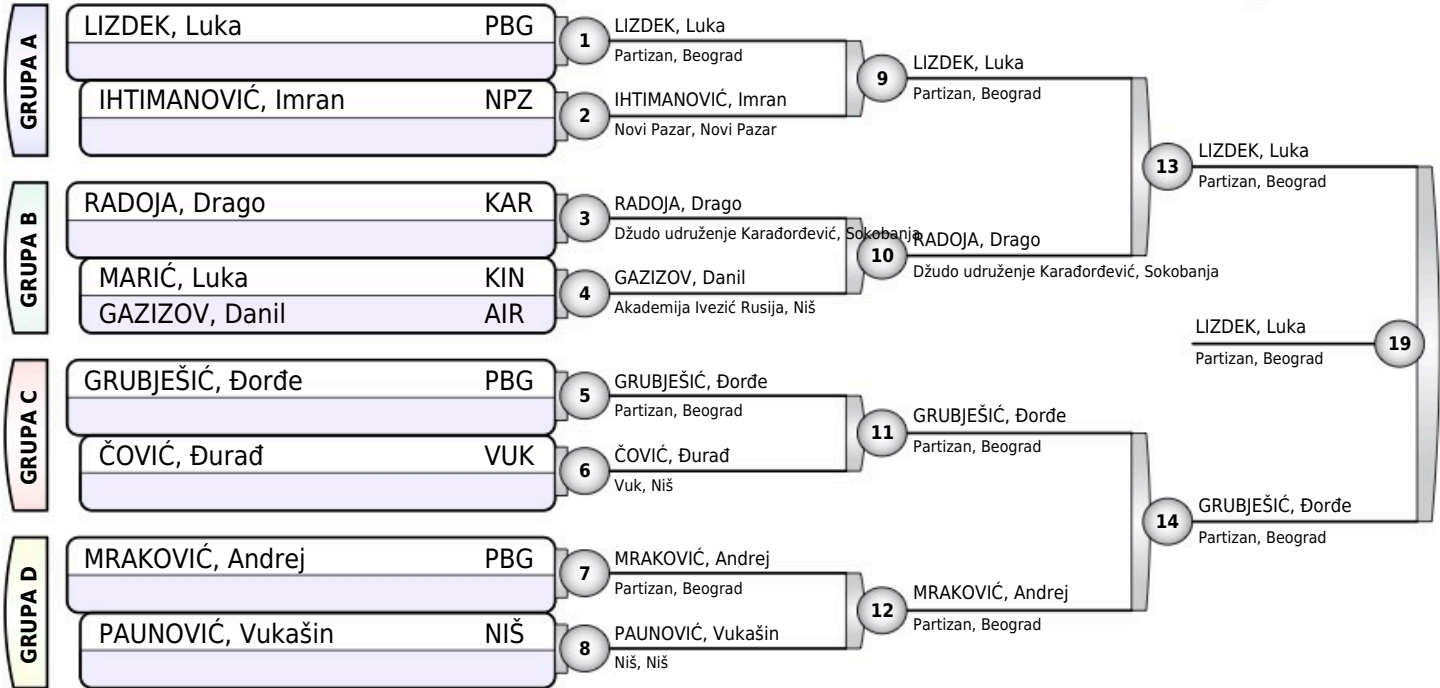 GRUPA A
LIZDEK, Luka PBG
IHTIMANOVIĆ, Imran NPZ
GRUPA B
RADOJA, Drago KAR
MARIĆ, Luka KIN
GAZIZOV, Danil AIR
GRUPA C
GRUBJEŠIĆ, Đorđe PBG
ČOVIĆ, Đurađ VUK
GRUPA D
MRAKOVIĆ, Andrej PBG
PAUNOVIĆ, Vukašin NIŠ
1
LIZDEK, Luka
Partizan, Beograd
2
IHTIMANOVIĆ, Imran
Novi Pazar, Novi Pazar
3
RADOJA, Drago
Džudo udruženje Karađorđević, Sokobanja
4
GAZIZOV, Danil
Akademija Ivezić Rusija, Niš
5
GRUBJEŠIĆ, Đorđe
Partizan, Beograd
6
ČOVIĆ, Đurađ
Vuk, Niš
7
MRAKOVIĆ, Andrej
Partizan, Beograd
8
PAUNOVIĆ, Vukašin
Niš, Niš
9
LIZDEK, Luka
Partizan, Beograd
10
RADOJA, Drago
Džudo udruženje Karađorđević, Sokobanja
11
GRUBJEŠIĆ, Đorđe
Partizan, Beograd
12
MRAKOVIĆ, Andrej
Partizan, Beograd
13
LIZDEK, Luka
Partizan, Beograd
14
GRUBJEŠIĆ, Đorđe
Partizan, Beograd
LIZDEK, Luka
Partizan, Beograd
19